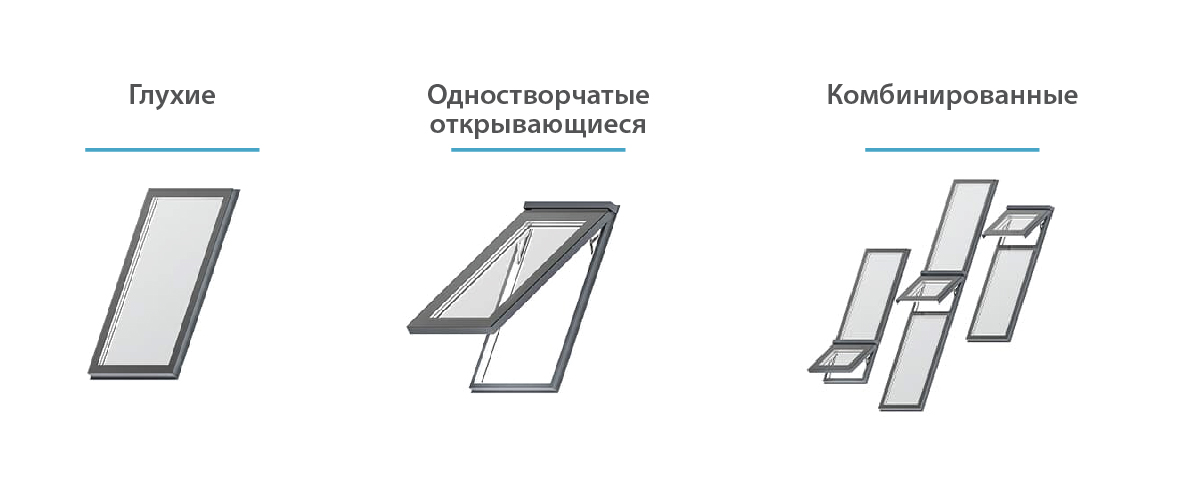 Глухие
Одностворчатые
открывающиеся
Комбинированные